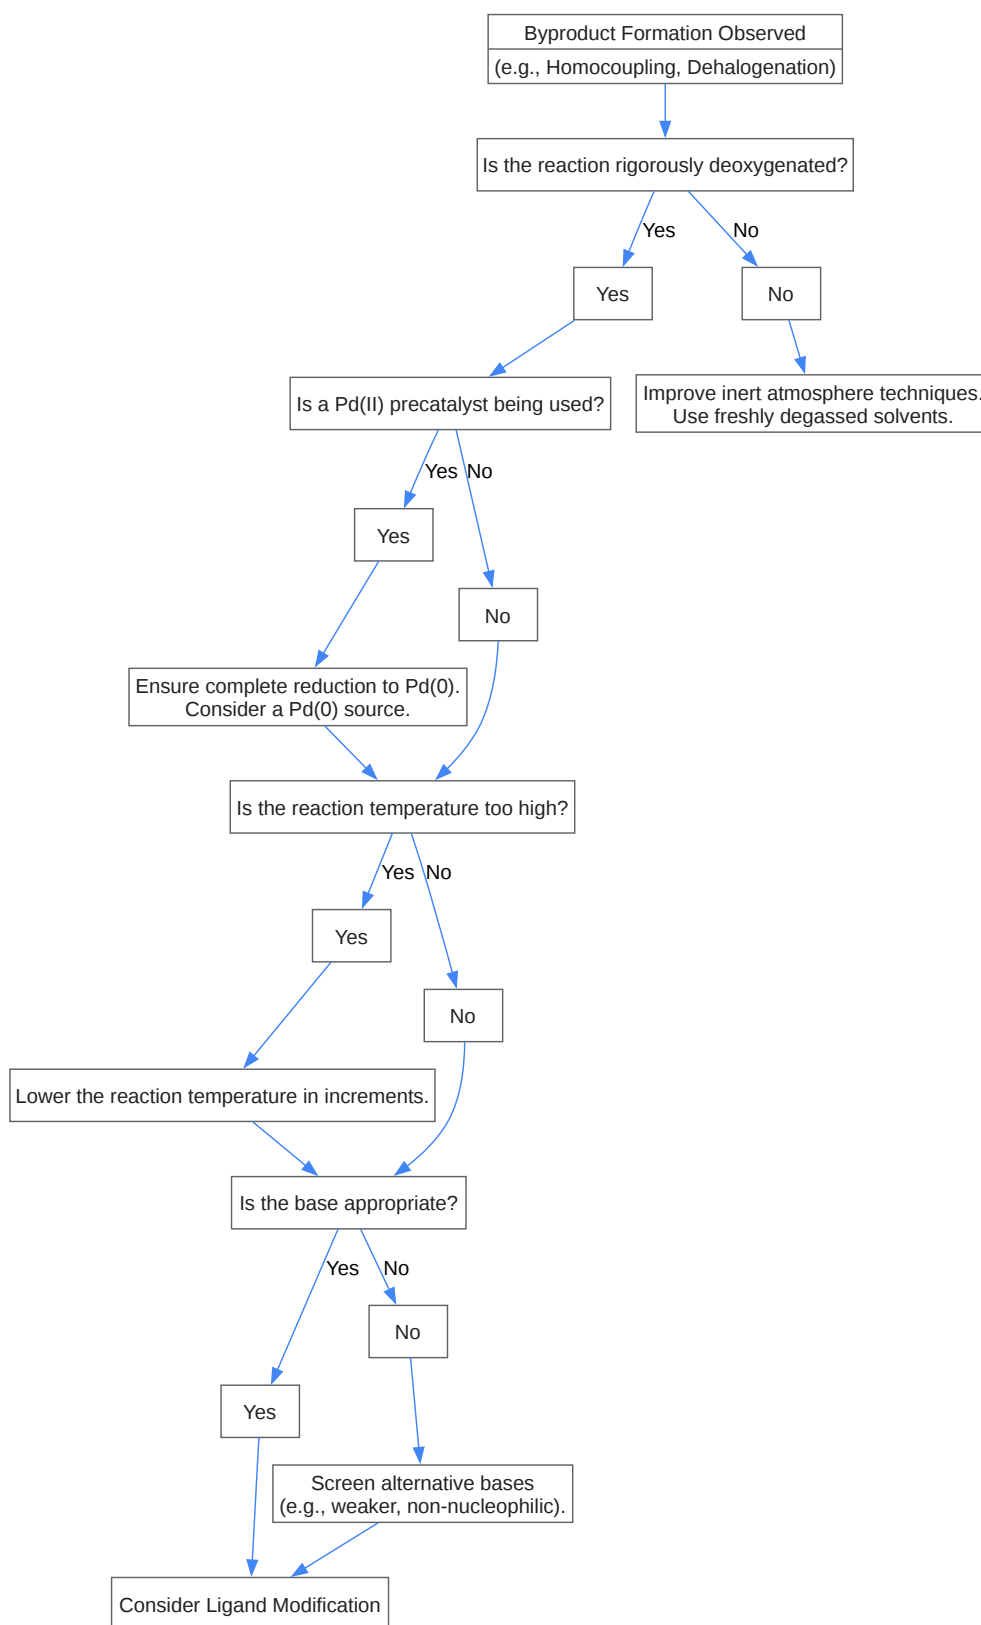 Byproduct Formation Observed
(e.g., Homocoupling, Dehalogenation)
Is the reaction rigorously deoxygenated?
Yes
No
Yes
No
Is a Pd(II) precatalyst being used?
Improve inert atmosphere techniques.
Use freshly degassed solvents.
Yes
No
Yes
No
Ensure complete reduction to Pd(0).
Consider a Pd(0) source.
Is the reaction temperature too high?
Yes
No
Yes
No
Lower the reaction temperature in increments.
Is the base appropriate?
Yes
No
No
Yes
Screen alternative bases
(e.g., weaker, non-nucleophilic).
Consider Ligand Modification